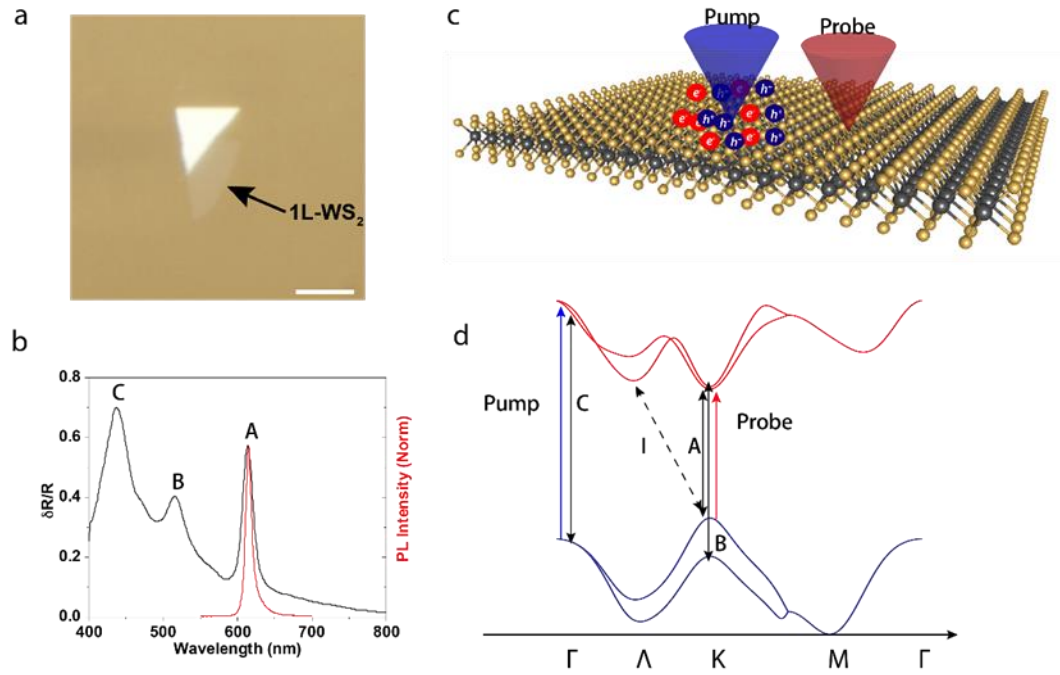 a
1L-WS₂
b
0.8
0.6
0.4
0.2
0.0
δR/R
C
B
A
PL Intensity (Norm)
400 500 600 700 800
Wavelength (nm)
c
Pump
Probe
e⁻ h⁺ e⁻ h⁺
e⁻ e⁻ h⁺ h⁻ e⁻ h⁺
e⁻ h⁻ e⁻ h⁺
d
Pump
C
I
A
Probe
B
Γ Λ K M Γ